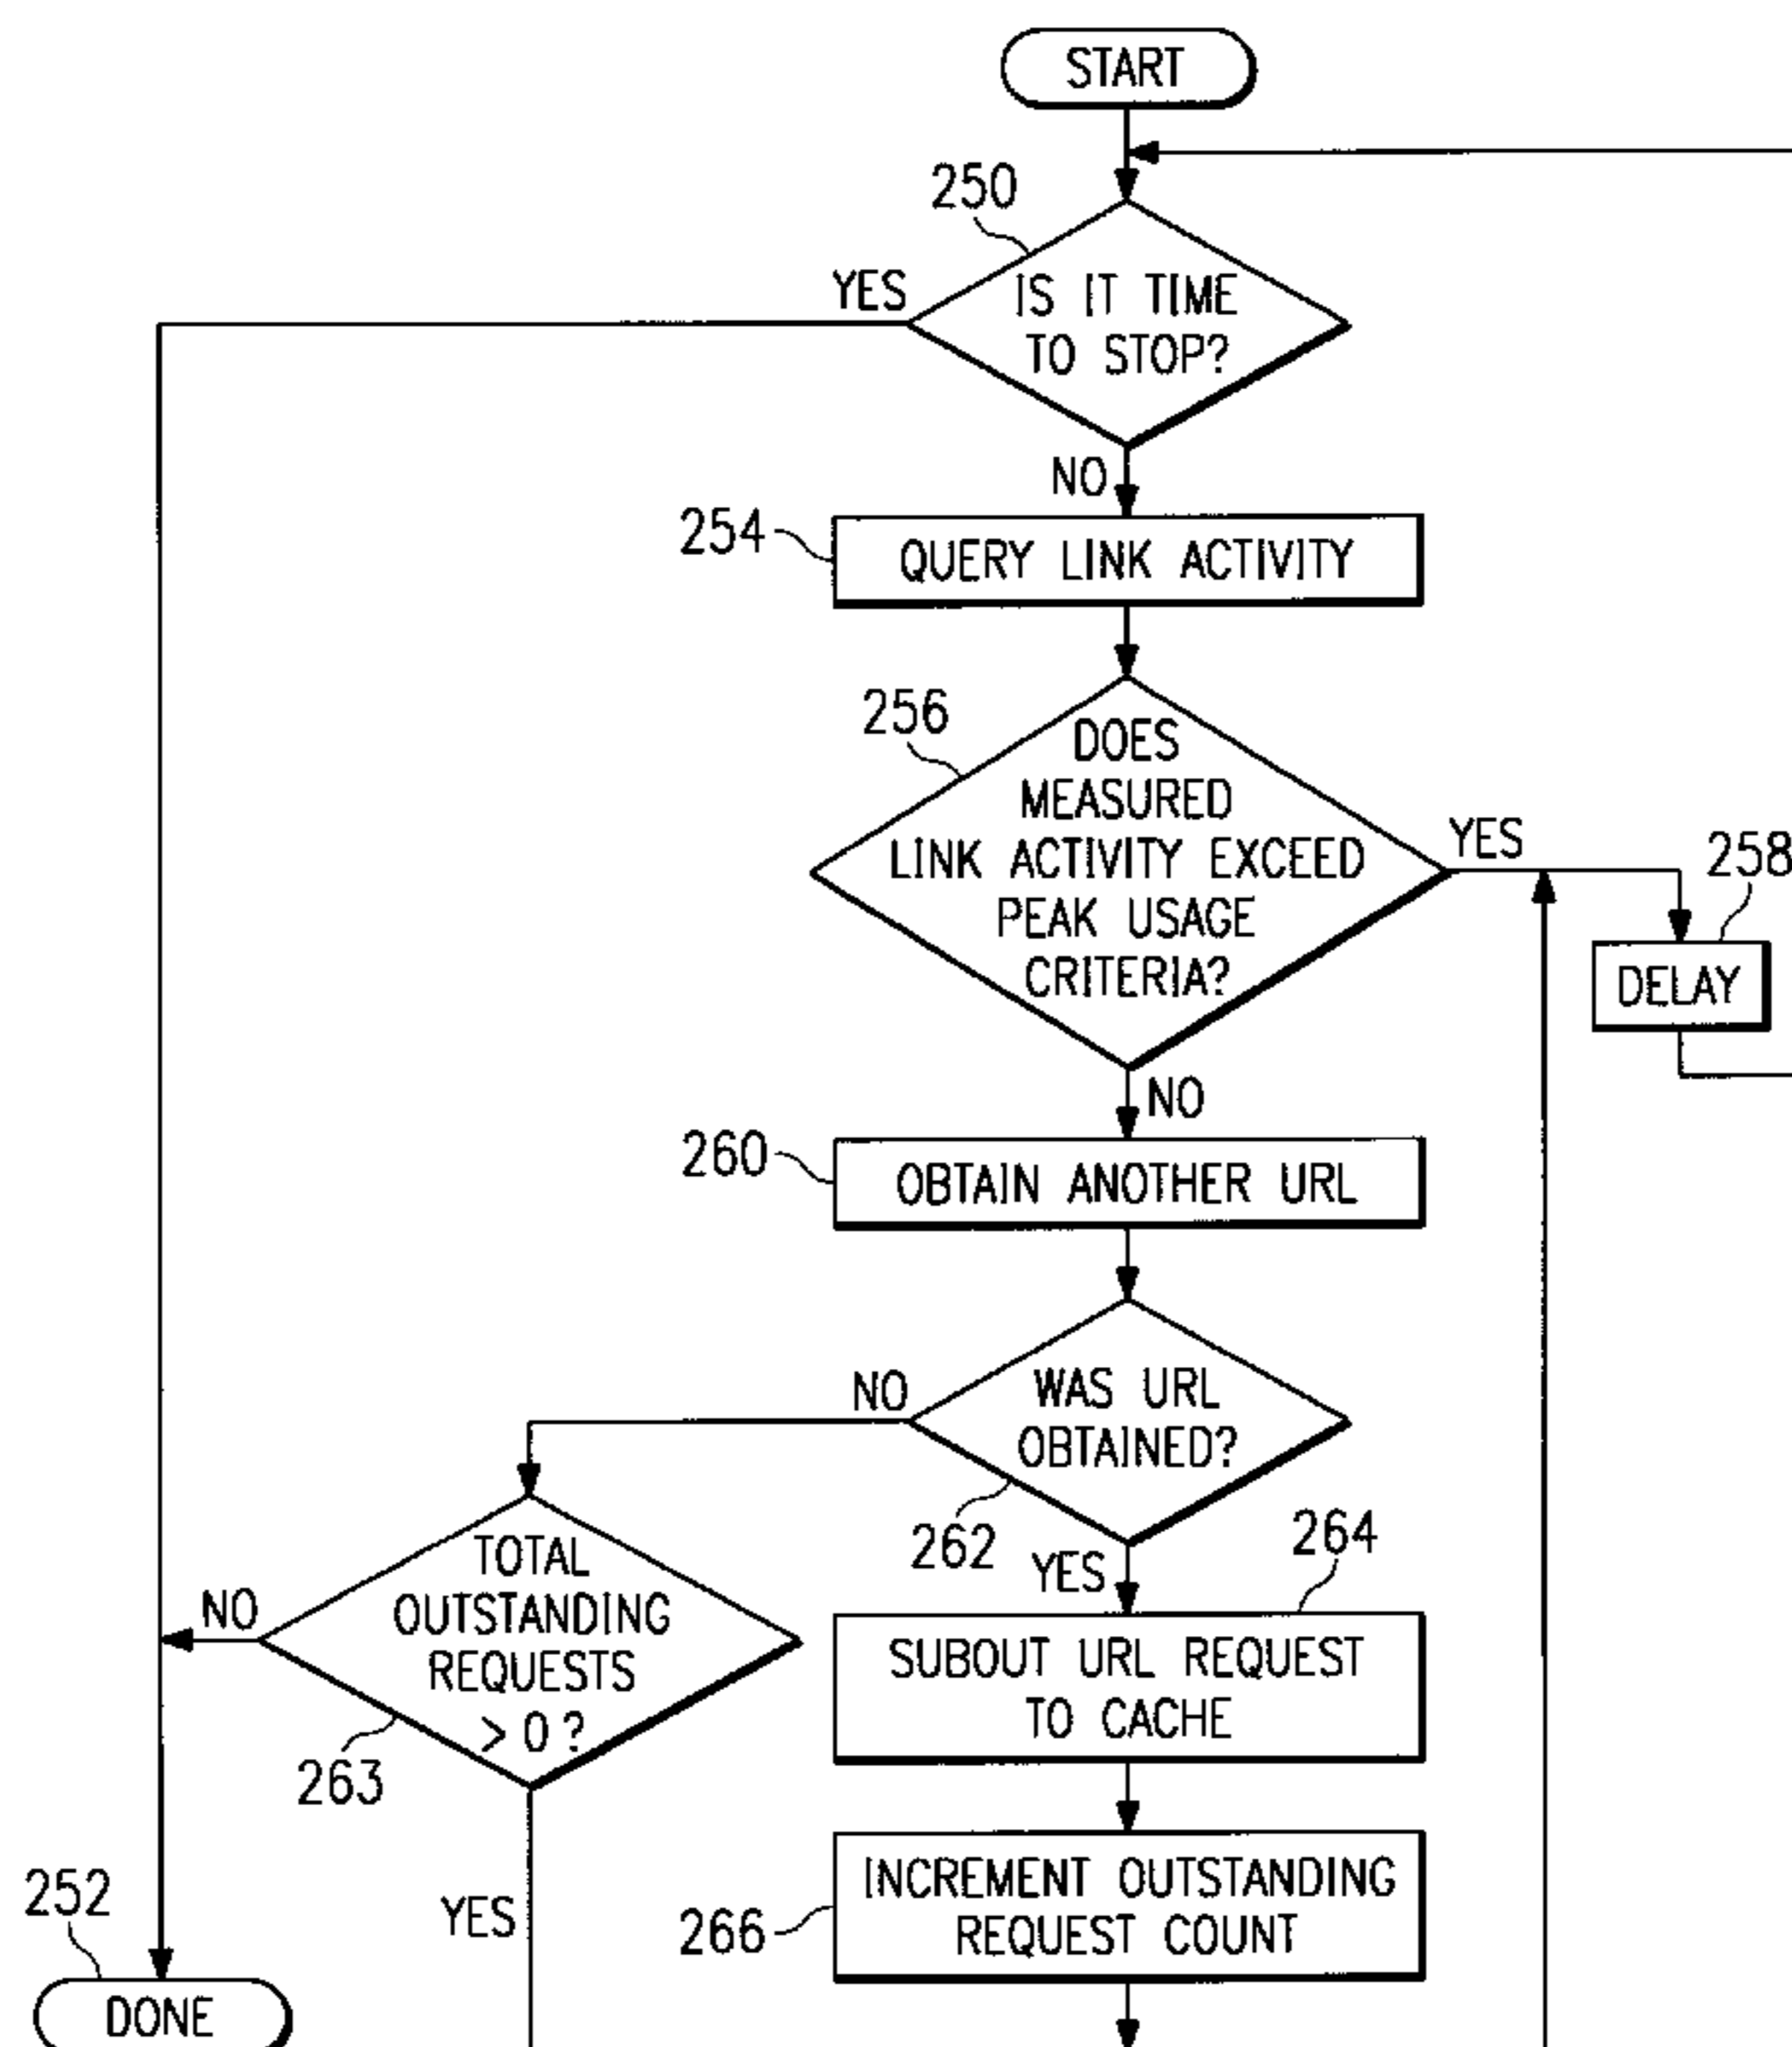 START
250
YES
IS IT TIME
TO STOP?
NO
254
QUERY LINK ACTIVITY
256
DOES
MEASURED
LINK ACTIVITY EXCEED
PEAK USAGE
CRITERIA?
YES
258
DELAY
NO
260
OBTAIN ANOTHER URL
NO
WAS URL
OBTAINED?
262
YES
264
TOTAL
OUTSTANDING
REQUESTS
>0?
NO
263
SUBOUT URL REQUEST
TO CACHE
252
YES
266
INCREMENT OUTSTANDING
REQUEST COUNT
DONE